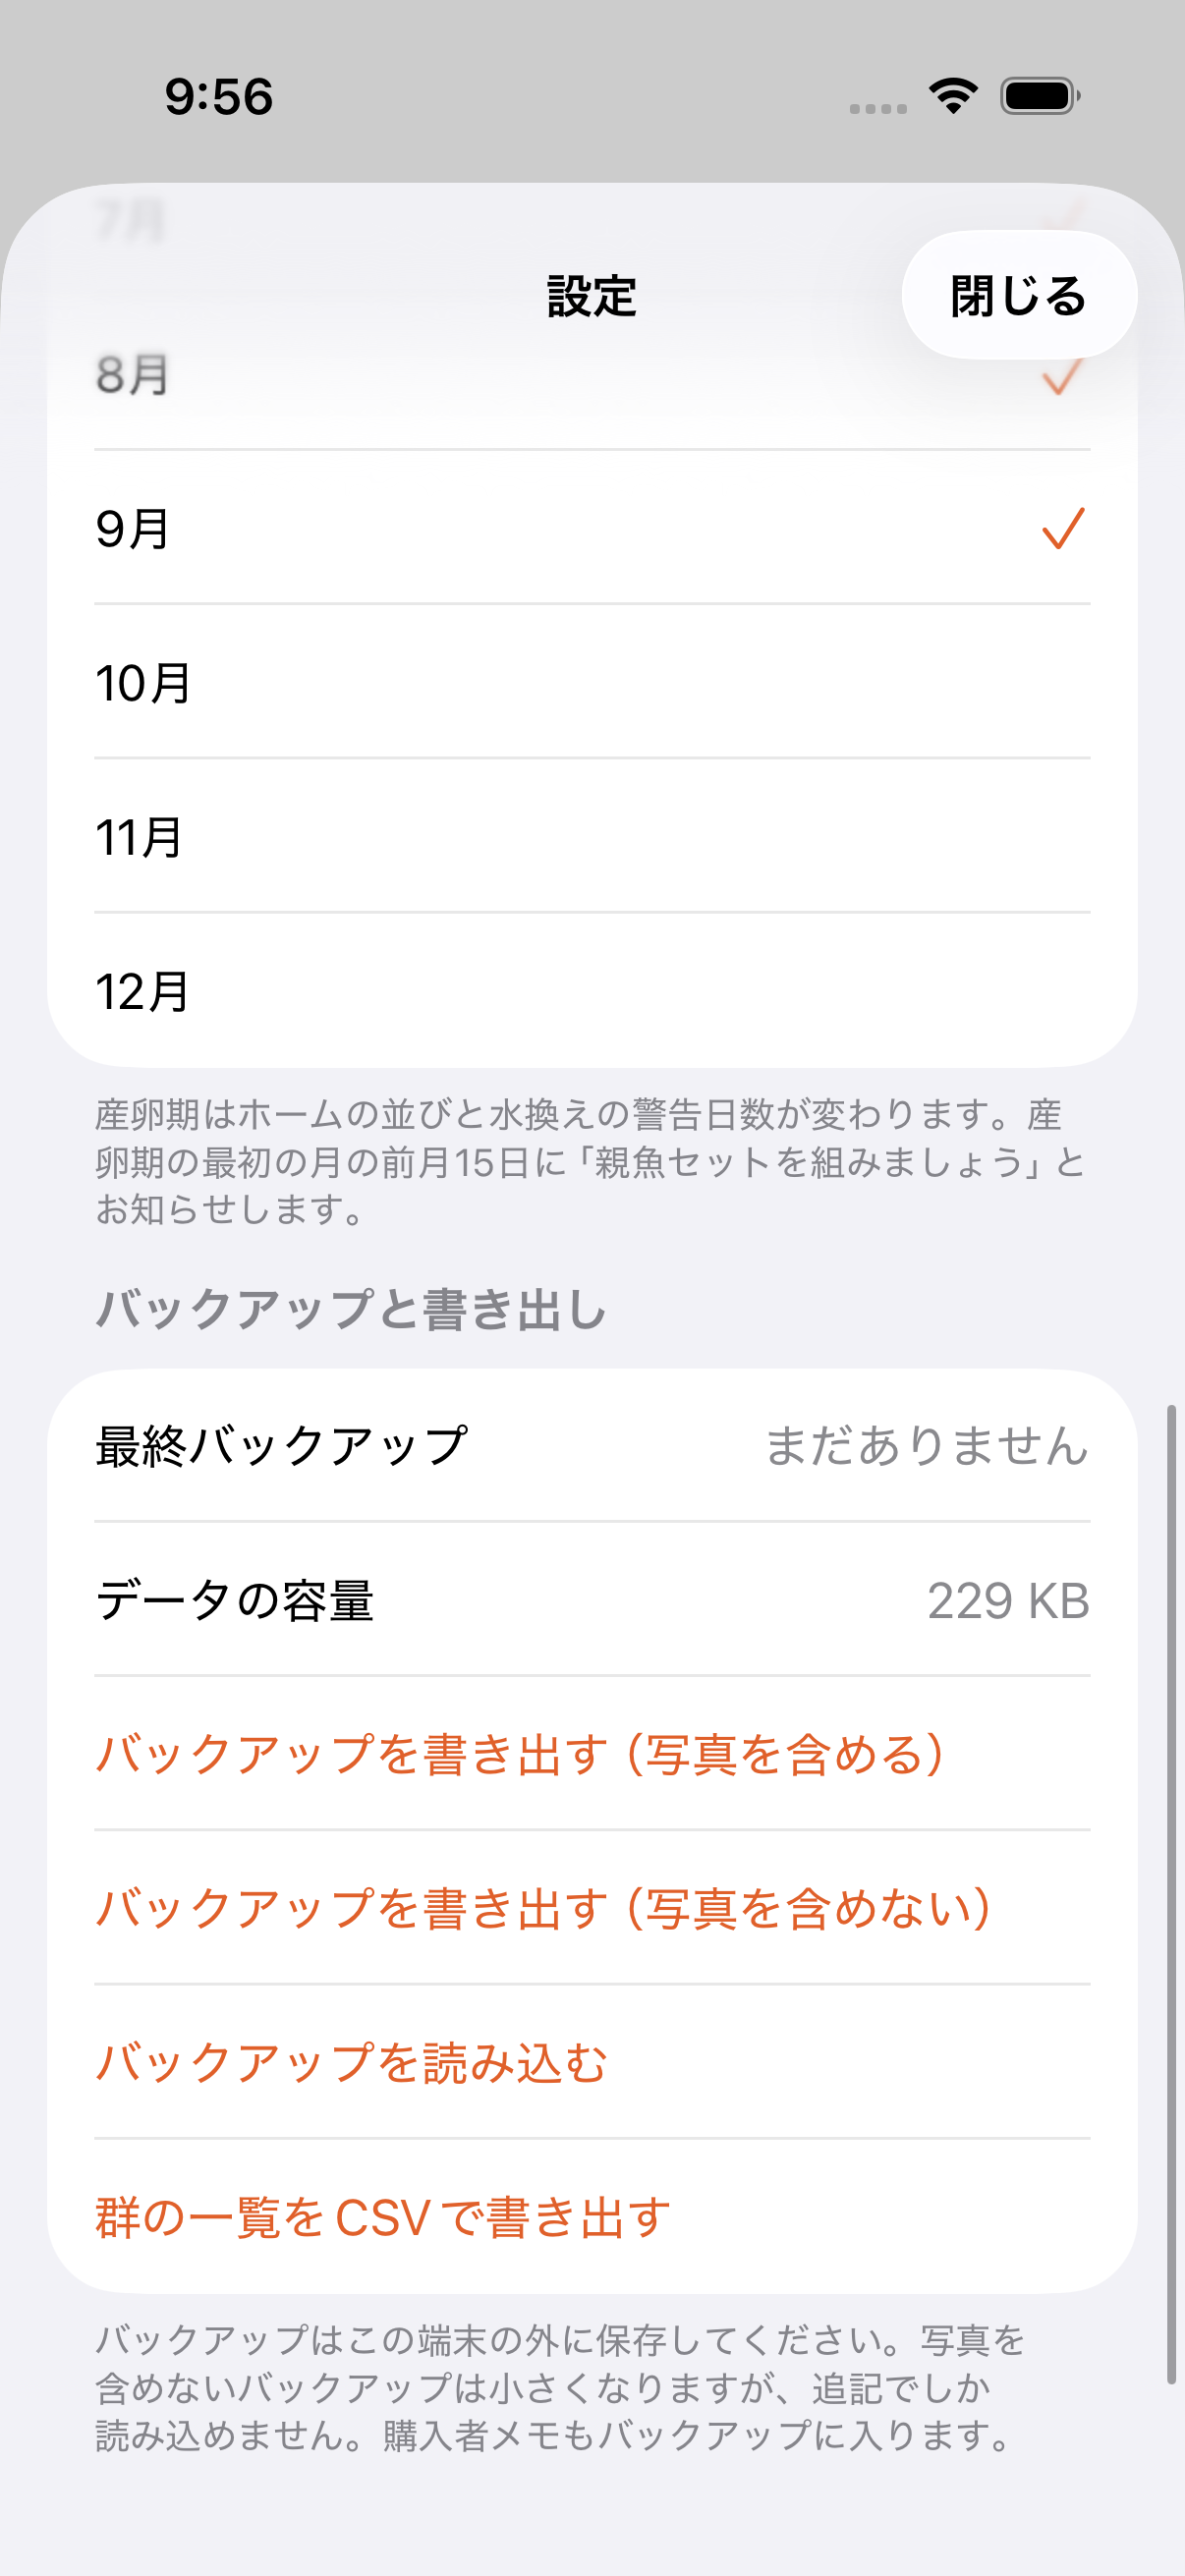 9:56
7月
設定
閉じる
8月
9月
10月
11月
12月
産卵期はホームの並びと水換えの警告日数が変わります。産
卵期の最初の月の前月15日に「親魚セットを組みましょう」と
お知らせします。
バックアップと書き出し
最終バックアップ まだありません
データの容量 229 KB
バックアップを書き出す（写真を含める）
バックアップを書き出す（写真を含めない）
バックアップを読み込む
群の一覧をCSVで書き出す
バックアップはこの端末の外に保存してください。写真を
含めないバックアップは小さくなりますが、追記でしか
読み込めません。購入者メモもバックアップに入ります。